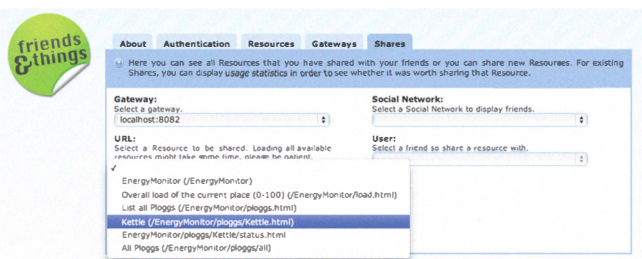 friends
&things
About Authentication Resources Gateways Shares
Here you can see all Resources that you have shared with your friends or you can share new Resources. For existing
Shares, you can display usage statistics in order to see whether it was worth sharing that Resource.
Gateway:
Select a gateway.
localhost:8082
URL:
Select a Resource to be shared. Loading all available
resources might take some time, please be patient.
✓
EnergyMonitor (/EnergyMonitor)
Overall load of the current place (0-100) (/EnergyMonitor/load.html)
List all Ploggs (/EnergyMonitor/ploggs.html)
Kettle (/EnergyMonitor/ploggs/Kettle.html)
EnergyMonitor/ploggs/Kettle/status.html
All Ploggs (/EnergyMonitor/ploggs/all)
Social Network:
Select a Social Network to display friends.
User:
Select a friend so share a resource with.